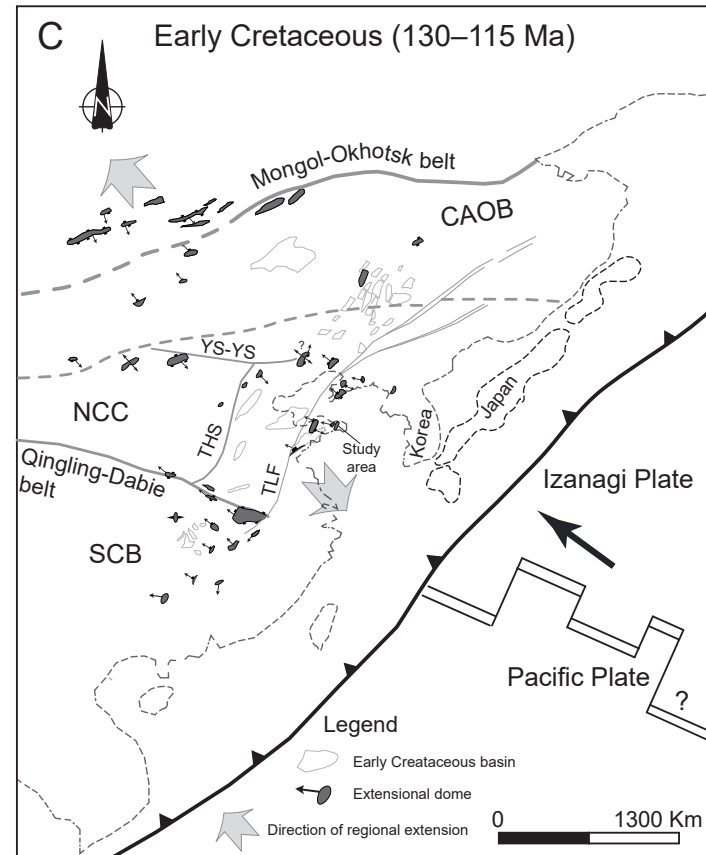 C
Early Cretaceous (130–115 Ma)
N
Mongol-Okhotsk belt
CAOB
YS-YS
?
NCC
THS
TLF
?
Study
area
Korea
Japan
Qingling-Dabie
belt
SCB
Izanagi Plate
Pacific Plate
?
Legend
Early Creataceous basin
Extensional dome
Direction of regional extension
0
1300 Km